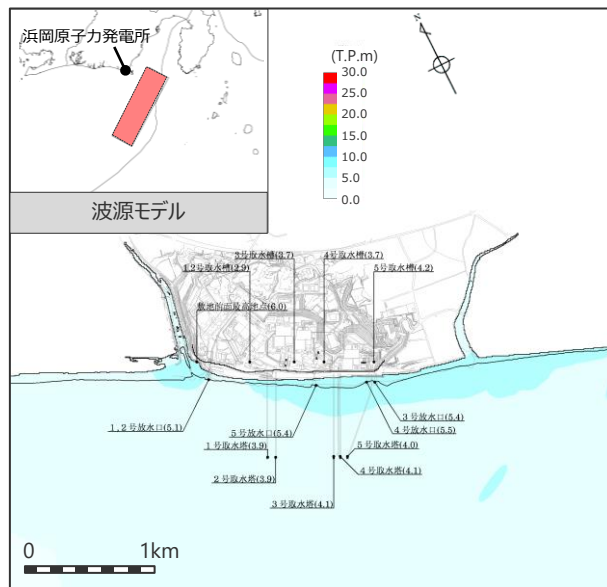 浜岡原子力発電所
波源モデル
(T.P.m)
30.0
25.0
20.0
15.0
10.0
5.0
0.0
N
3号取水槽(3.7)
4号取水槽(3.7)
1,2号取水槽(2.9)
5号取水槽(4.2)
敷地前面最高地点(6.0)
1,2号放水口(5.1)
5号放水口(5.4)
3号放水口(5.4)
4号放水口(5.5)
1号取水塔(3.9)
5号取水塔(4.0)
4号取水塔(4.1)
2号取水塔(3.9)
3号取水塔(4.1)
0 1km